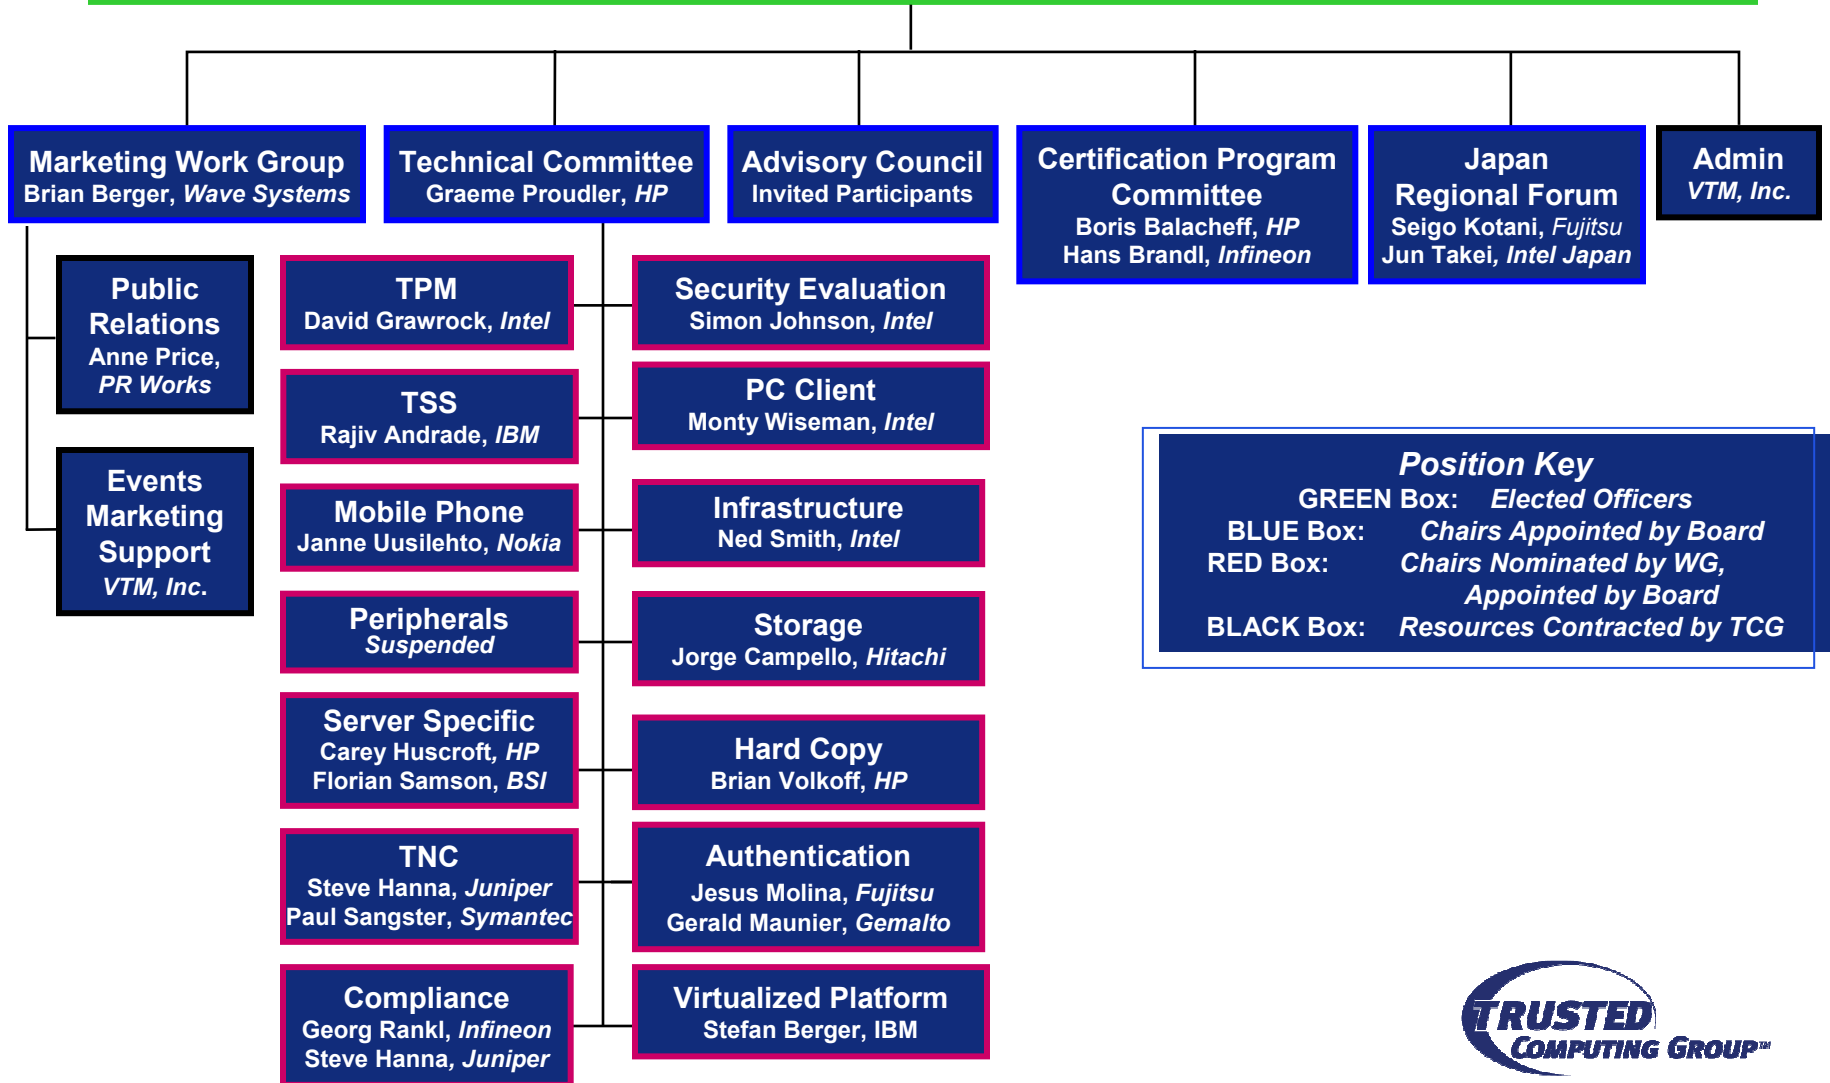 Marketing Work Group
Brian Berger, Wave Systems
Technical Committee
Graeme Proudler, HP
Advisory Council
Invited Participants
Certification Program
Committee
Boris Balacheff, HP
Hans Brandl, Infineon
Japan
Regional Forum
Seigo Kotani, Fujitsu
Jun Takei, Intel Japan
Admin
VTM, Inc.
Public
Relations
Anne Price,
PR Works
Events
Marketing
Support
VTM, Inc.
TPM
David Grawrock, Intel
Security Evaluation
Simon Johnson, Intel
TSS
Rajiv Andrade, IBM
PC Client
Monty Wiseman, Intel
Mobile Phone
Janne Uusilehto, Nokia
Infrastructure
Ned Smith, Intel
Peripherals
Suspended
Storage
Jorge Campello, Hitachi
Server Specific
Carey Huscroft, HP
Florian Samson, BSI
Hard Copy
Brian Volkoff, HP
TNC
Steve Hanna, Juniper
Paul Sangster, Symantec
Authentication
Jesus Molina, Fujitsu
Gerald Maunier, Gemalto
Compliance
Georg Rankl, Infineon
Steve Hanna, Juniper
Virtualized Platform
Stefan Berger, IBM
Position Key
GREEN Box: Elected Officers
BLUE Box: Chairs Appointed by Board
RED Box: Chairs Nominated by WG,
Appointed by Board
BLACK Box: Resources Contracted by TCG
TRUSTED
COMPUTING GROUP™